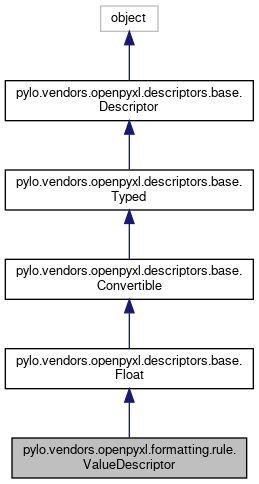 object
pylo.vendors.openpyxl.descriptors.base.
Descriptor
pylo.vendors.openpyxl.descriptors.base.
Typed
pylo.vendors.openpyxl.descriptors.base.
Convertible
pylo.vendors.openpyxl.descriptors.base.
Float
pylo.vendors.openpyxl.formatting.rule.
ValueDescriptor